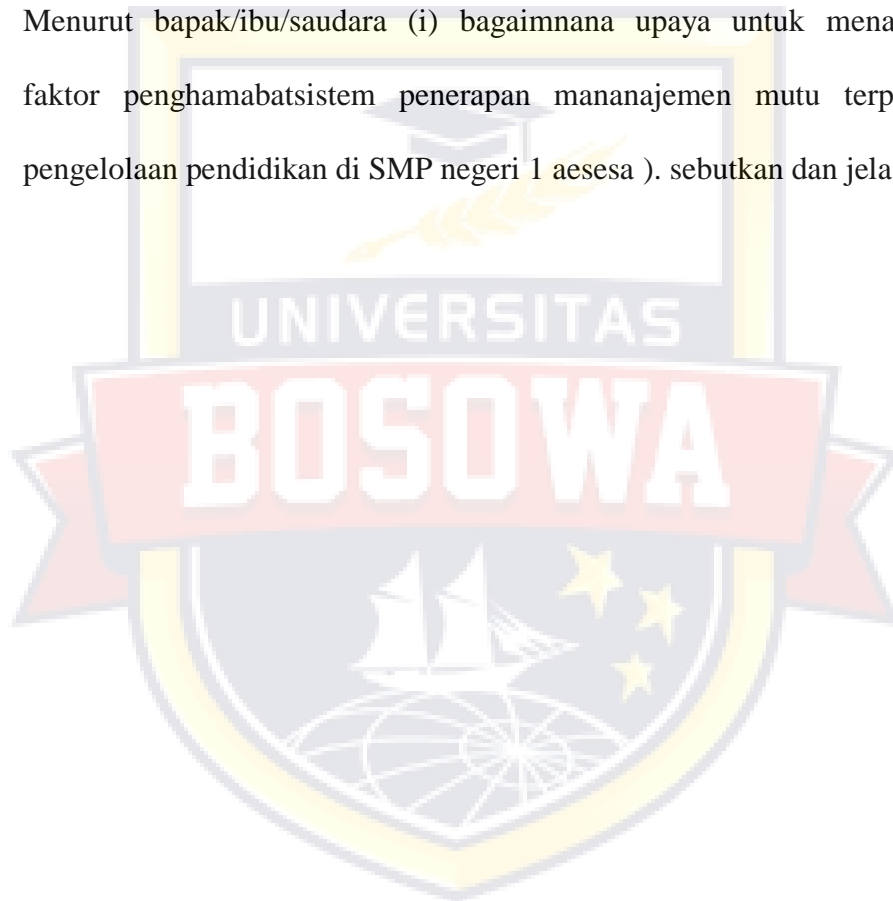 Menurut bapak/ibu/saudara (i) bagaimnana upaya untuk mena
faktor penghamabatsistem penerapan mananajemen mutu terp
pengelolaan pendidikan di SMP negeri 1 aesesa ). sebutkan dan jela
UNIVERSITAS
BOSOWA